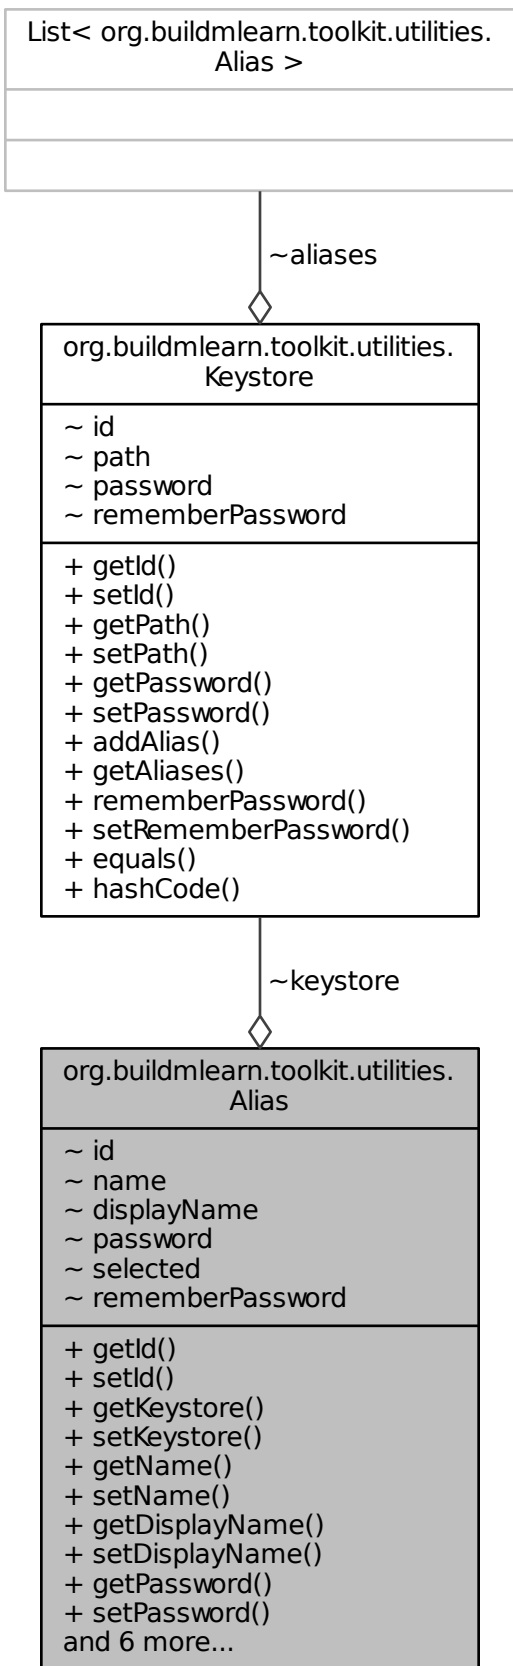 List< org.buildmlearn.toolkit.utilities.
Alias >
~aliases
org.buildmlearn.toolkit.utilities.
Keystore
~ id
~ path
~ password
~ rememberPassword
+ getId()
+ setId()
+ getPath()
+ setPath()
+ getPassword()
+ setPassword()
+ addAlias()
+ getAliases()
+ rememberPassword()
+ setRememberPassword()
+ equals()
+ hashCode()
~keystore
org.buildmlearn.toolkit.utilities.
Alias
~ id
~ name
~ displayName
~ password
~ selected
~ rememberPassword
+ getId()
+ setId()
+ getKeystore()
+ setKeystore()
+ getName()
+ setName()
+ getDisplayName()
+ setDisplayName()
+ getPassword()
+ setPassword()
and 6 more...